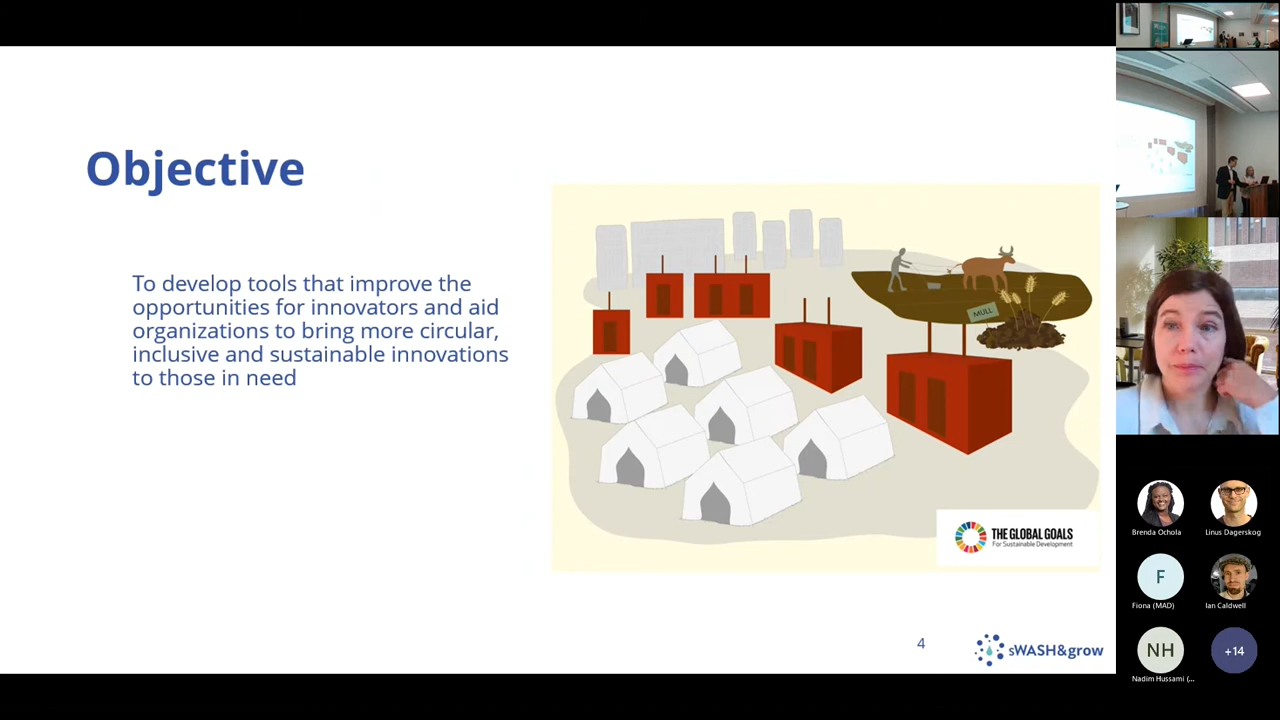 Objective
To develop tools that improve the
opportunities for innovators and aid
organizations to bring more circular,
inclusive and sustainable innovations
to those in need
MULL
THE GLOBAL GOALS
For Sustainable Development
4
sWASH&grow
Brenda Ochola
Linus Dagerskog
F
Fiona (MAD)
Ian Caldwell
NH
Nadim Hussami (...
+14